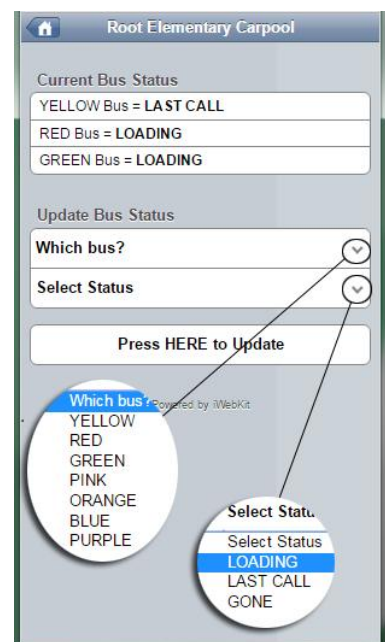 Root Elementary Carpool
Current Bus Status
YELLOW Bus = LAST CALL
RED Bus = LOADING
GREEN Bus = LOADING
Update Bus Status
Which bus?
Select Status
Press HERE to Update
Powered by iWebKit
Which bus?
YELLOW
RED
GREEN
PINK
ORANGE
BLUE
PURPLE
Select Statu
Select Status
LOADING
LAST CALL
GONE